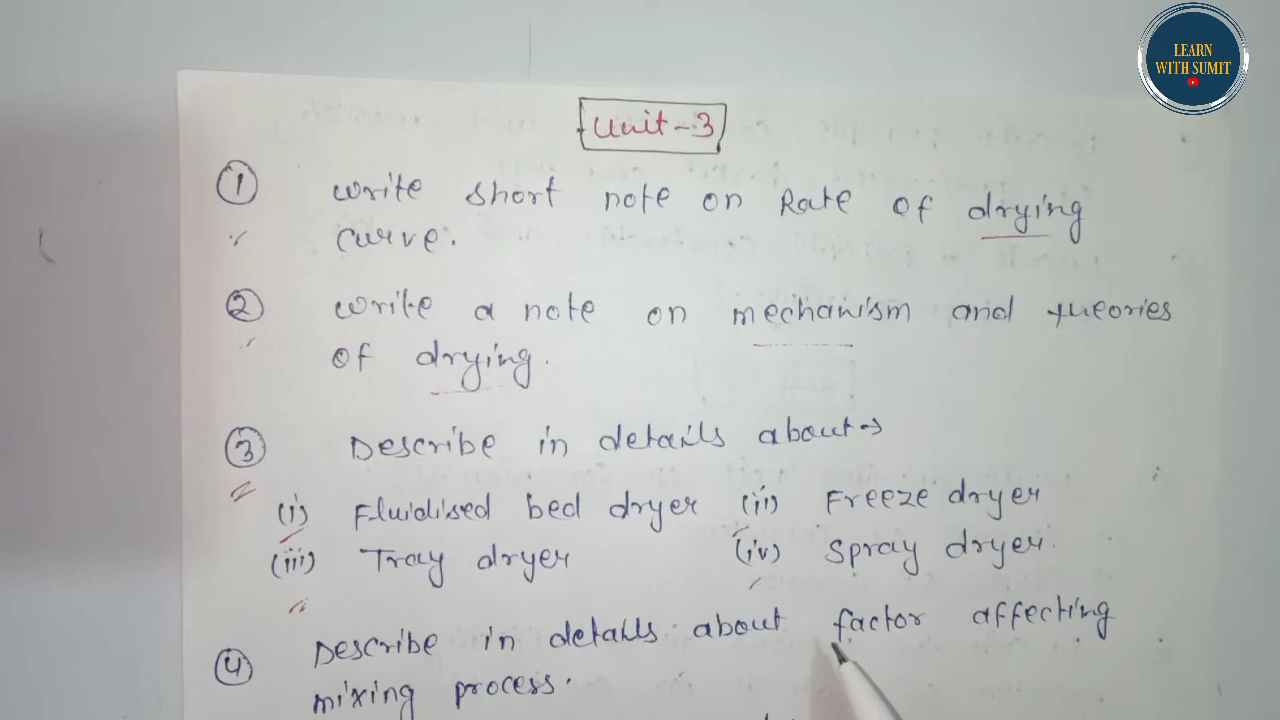 LEARN
WITH SUMIT
Unit-3
① Write short note on Rate of drying
curve.
② Write a note on mechanism and theories
of drying.
③ Describe in details about→
(i) Fluidised bed dryer (ii) Freeze dryer
(iii) Tray dryer (iv) Spray dryer.
④ Describe in details about factor affecting
mixing process.